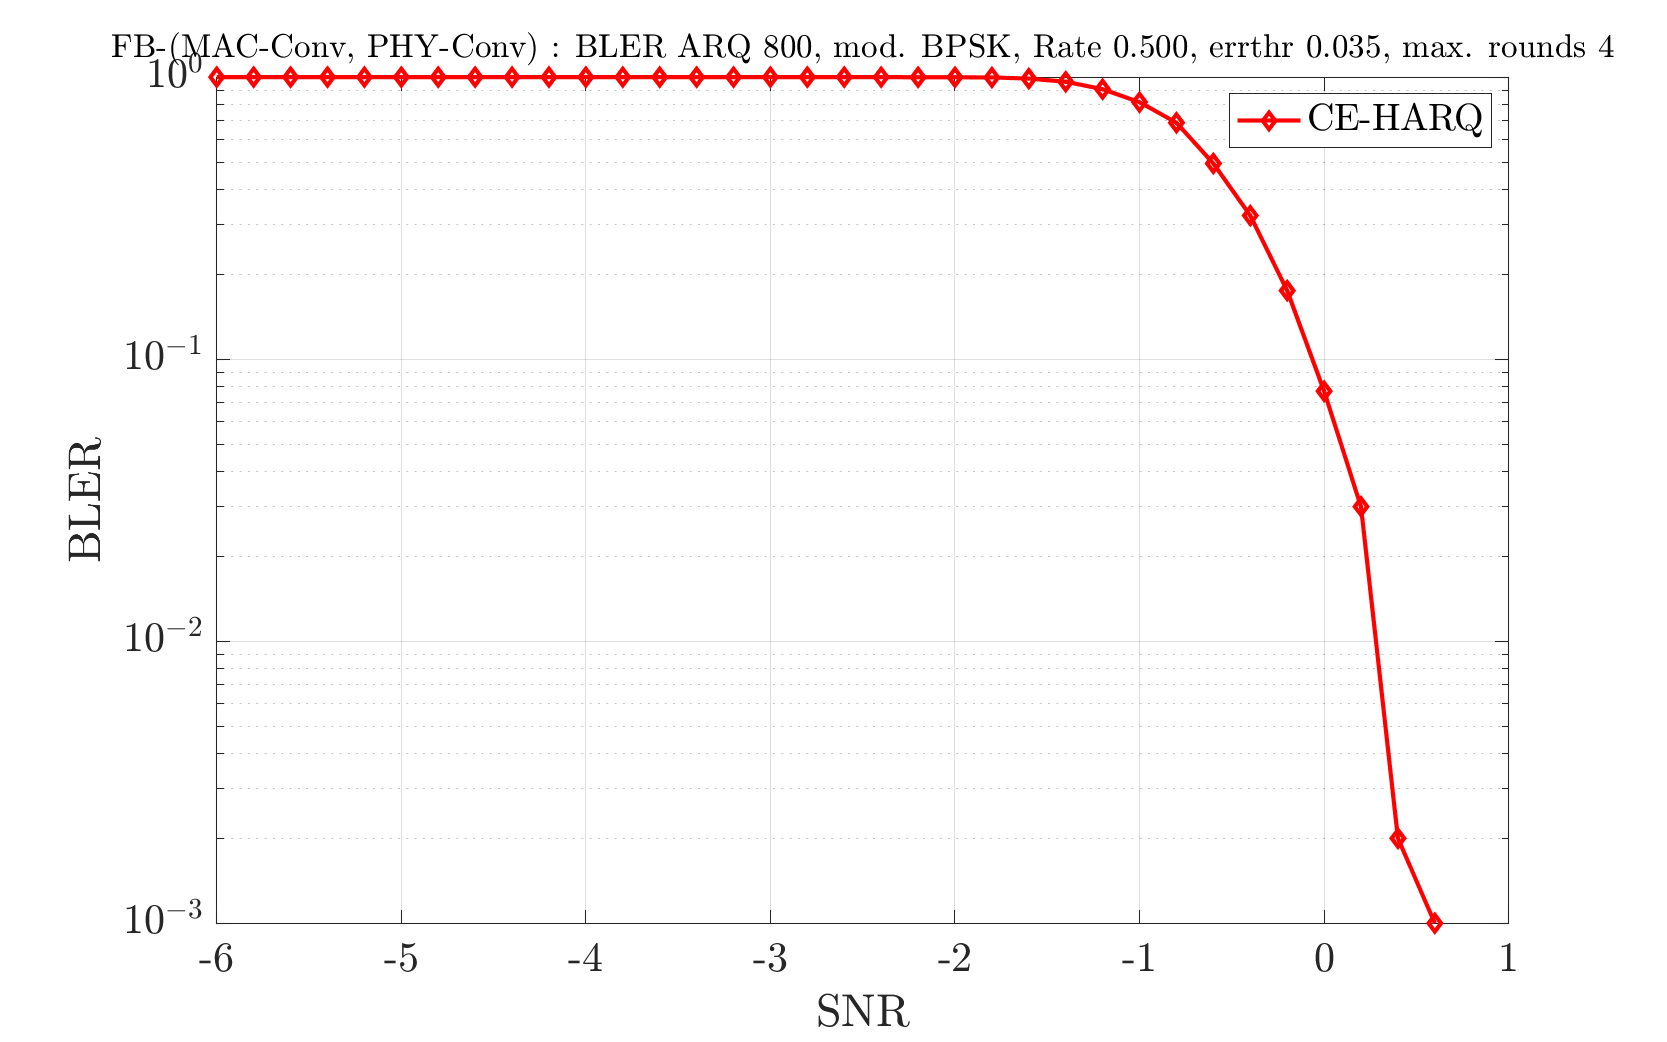 FB-(MAC-Conv, PHY-Conv) : BLER ARQ 800, mod. BPSK, Rate 0.500, errthr 0.035, max. rounds 4
10^0
CE-HARQ
10^−1
BLER
10^−2
10^−3
-6 -5 -4 -3 -2 -1 0 1
SNR